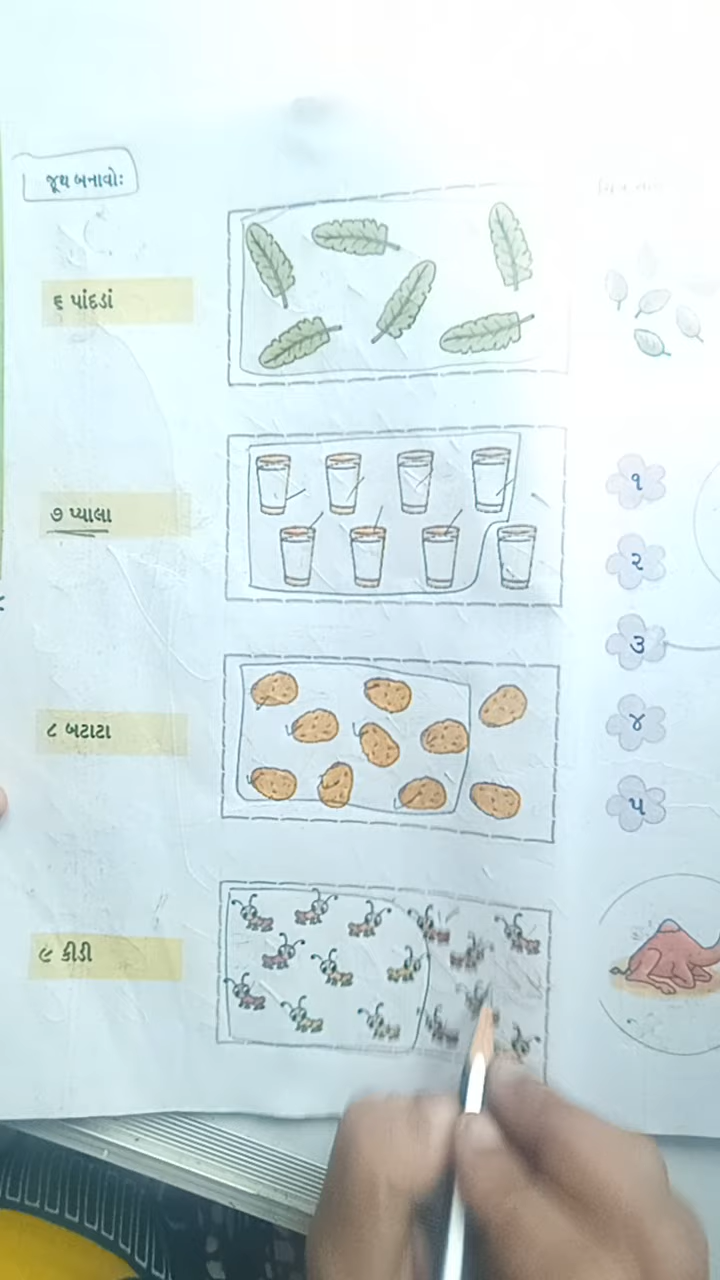 જૂથ બનાવોઃ
૬ પાંદડાં
૭ પ્યાલા
૮ બટાટા
૯ કીડી
૧
૨
૩
૪
૫